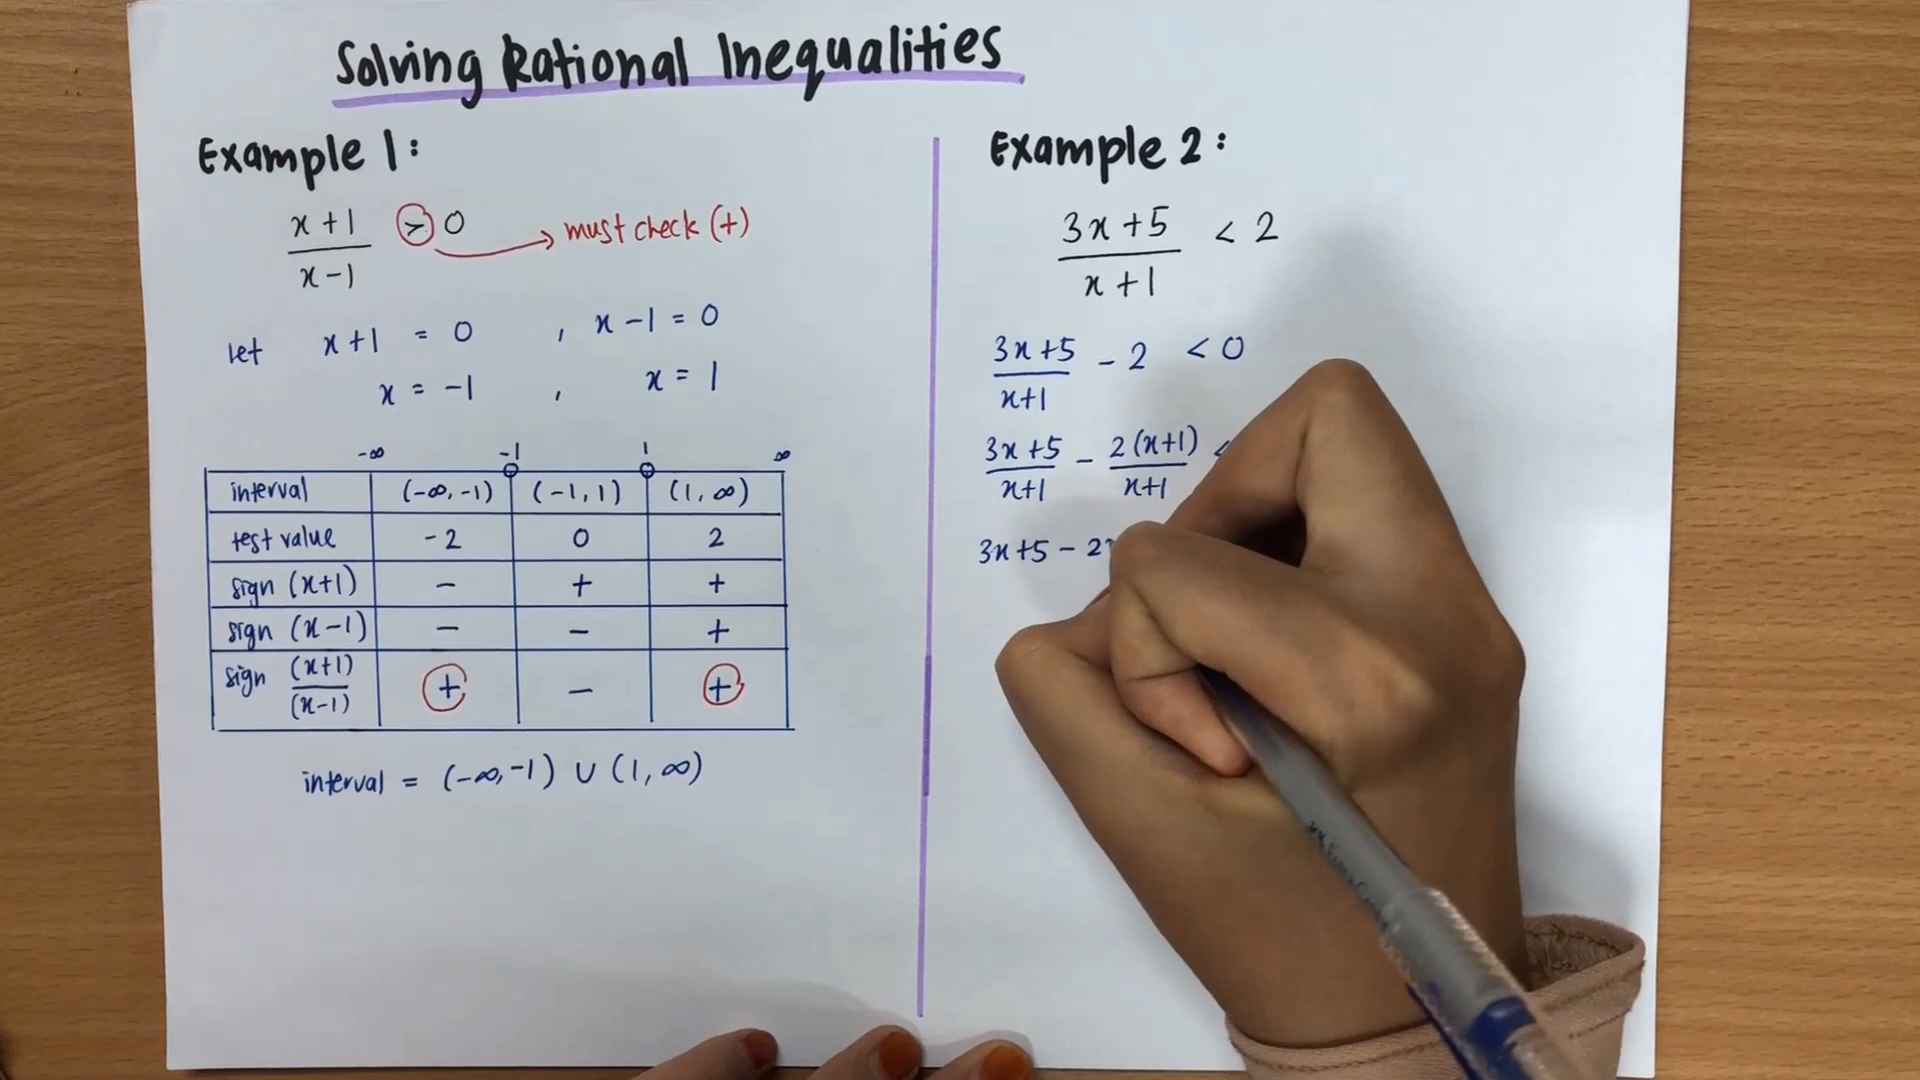 Solving Rational Inequalities
Example 1:
x+1
x-1
> 0
must check (+)
let x+1 = 0 , x-1 = 0
x = -1 , x = 1
-∞ -1 1 ∞
interval (-∞,-1) (-1,1) (1,∞)
test value -2 0 2
sign (x+1) - + +
sign (x-1) - - +
sign (x+1)
(x-1)
+ - +
interval = (-∞,-1) ∪ (1,∞)
Example 2:
3x+5
x+1
< 2
3x+5
x+1
- 2 < 0
3x+5
x+1
- 2(x+1)
x+1
<
3x+5 - 2